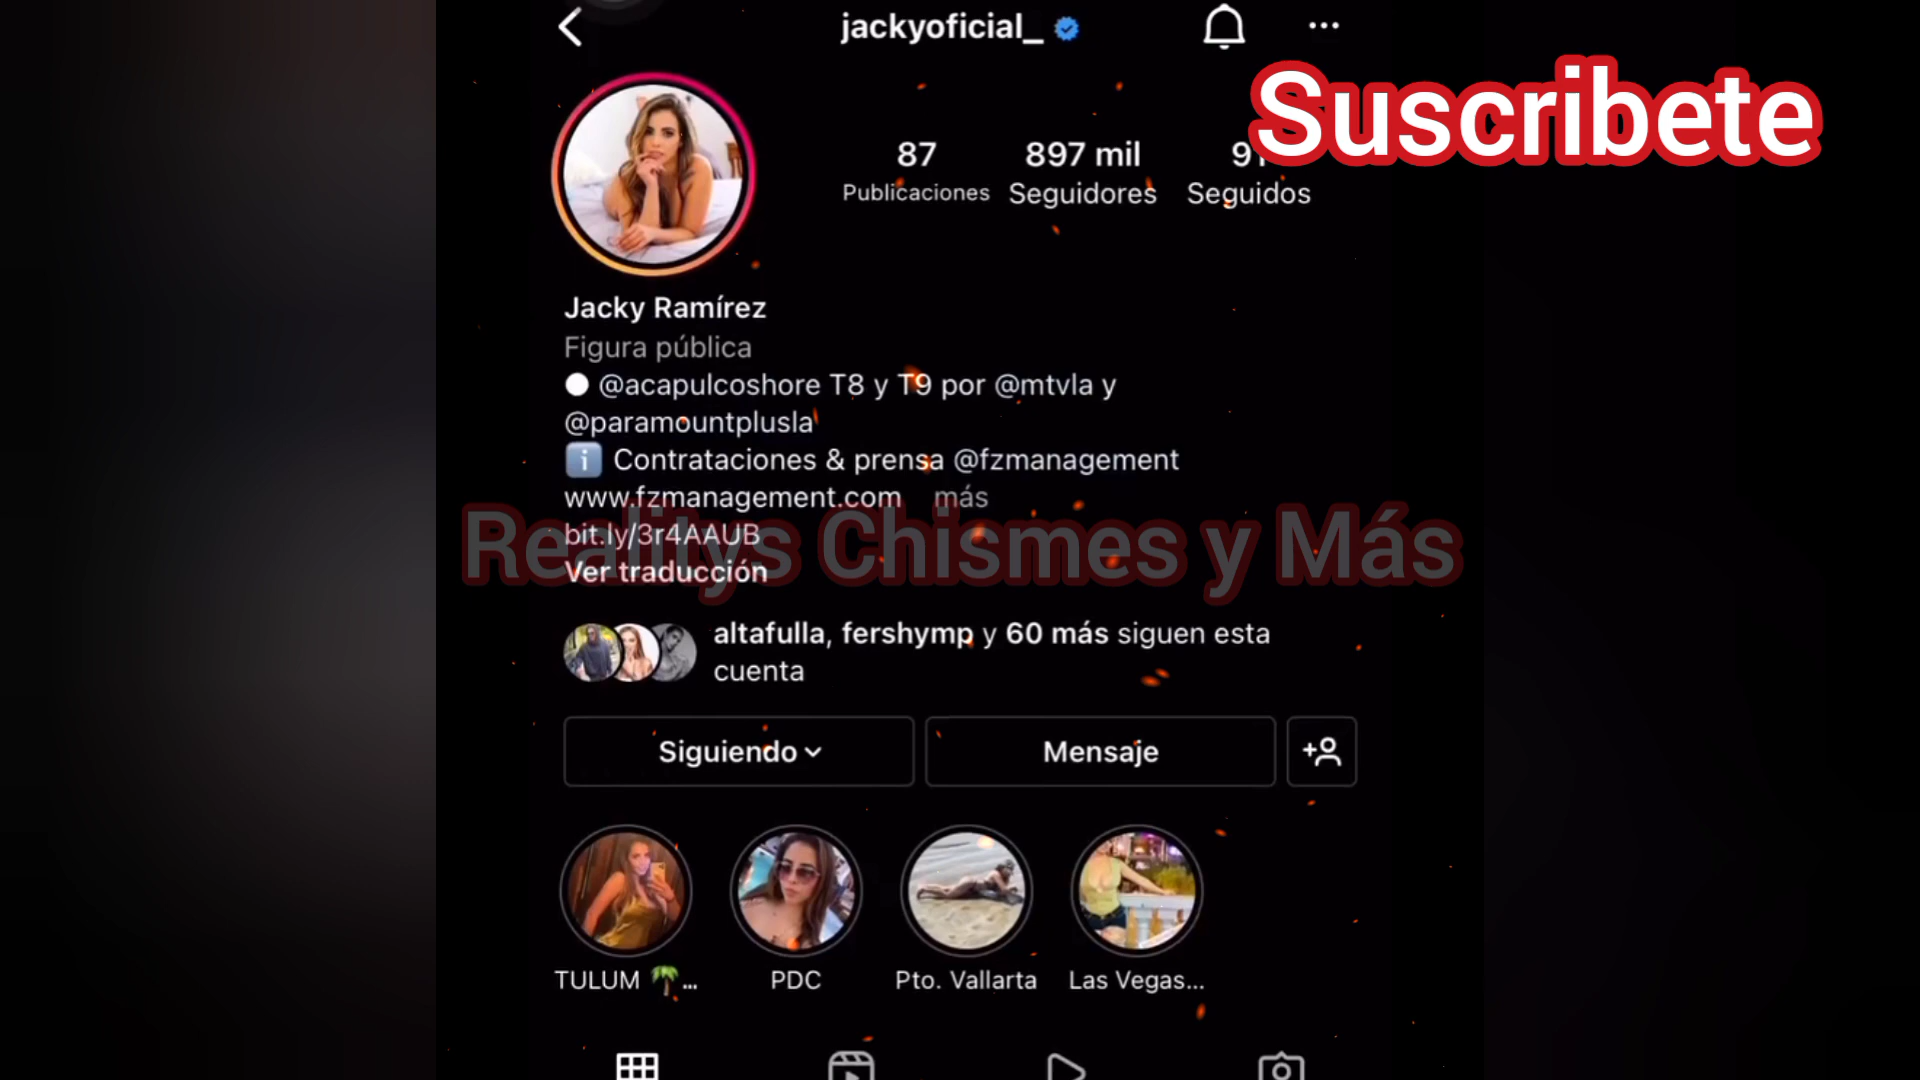 jackyoficial_
Suscribete
87
897 mil
Publicaciones
Seguidores
Seguidos
Jacky Ramírez
Figura pública
@acapulcoshore T8 y T9 por @mtvla y
@paramountplusla
i Contrataciones & prensa @fzmanagement
www.fzmanagement.com más
bit.ly/3r4AAUB
Realitys Chismes y Más
Ver traducción
altafulla, fershymp y 60 más siguen esta
cuenta
Siguiendo
Mensaje
TULUM 🌴...
PDC
Pto. Vallarta
Las Vegas...